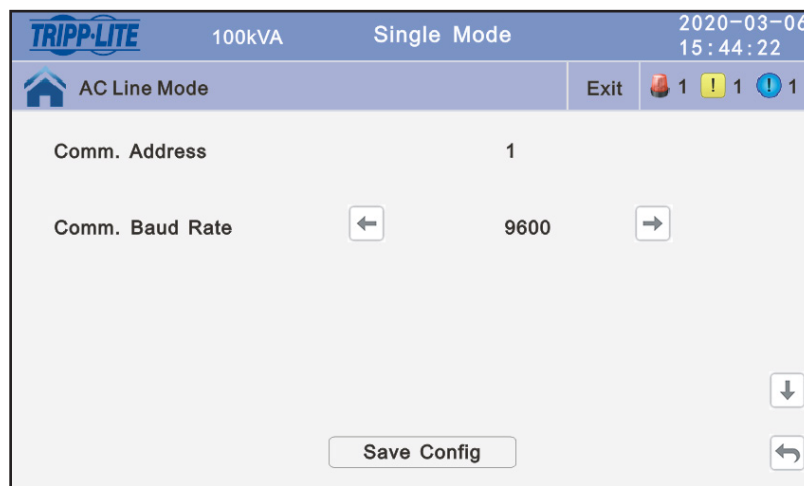 TRIPP·LITE 100kVA Single Mode 2020-03-06
15:44:22
AC Line Mode Exit 1 ! 1 ! 1
Comm. Address 1
Comm. Baud Rate 9600
Save Config